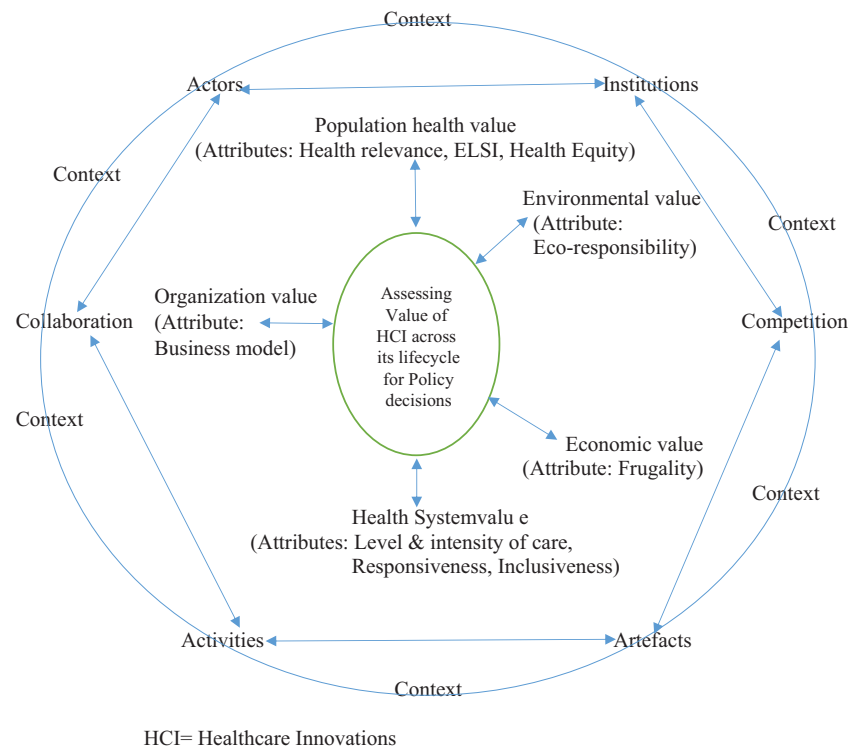 Context
Actors
Institutions
Population health value
(Attributes: Health relevance, ELSI, Health Equity)
Context
Environmental value
(Attribute:
Eco-responsibility)
Context
Organization value
(Attribute:
Business model)
Assessing
Value of
HCI across
its lifecycle
for Policy
decisions
Collaboration
Competition
Context
Economic value
(Attribute: Frugality)
Context
Health Systemvalu e
(Attributes: Level & intensity of care,
Responsiveness, Inclusiveness)
Activities
Artefacts
Context
HCI= Healthcare Innovations